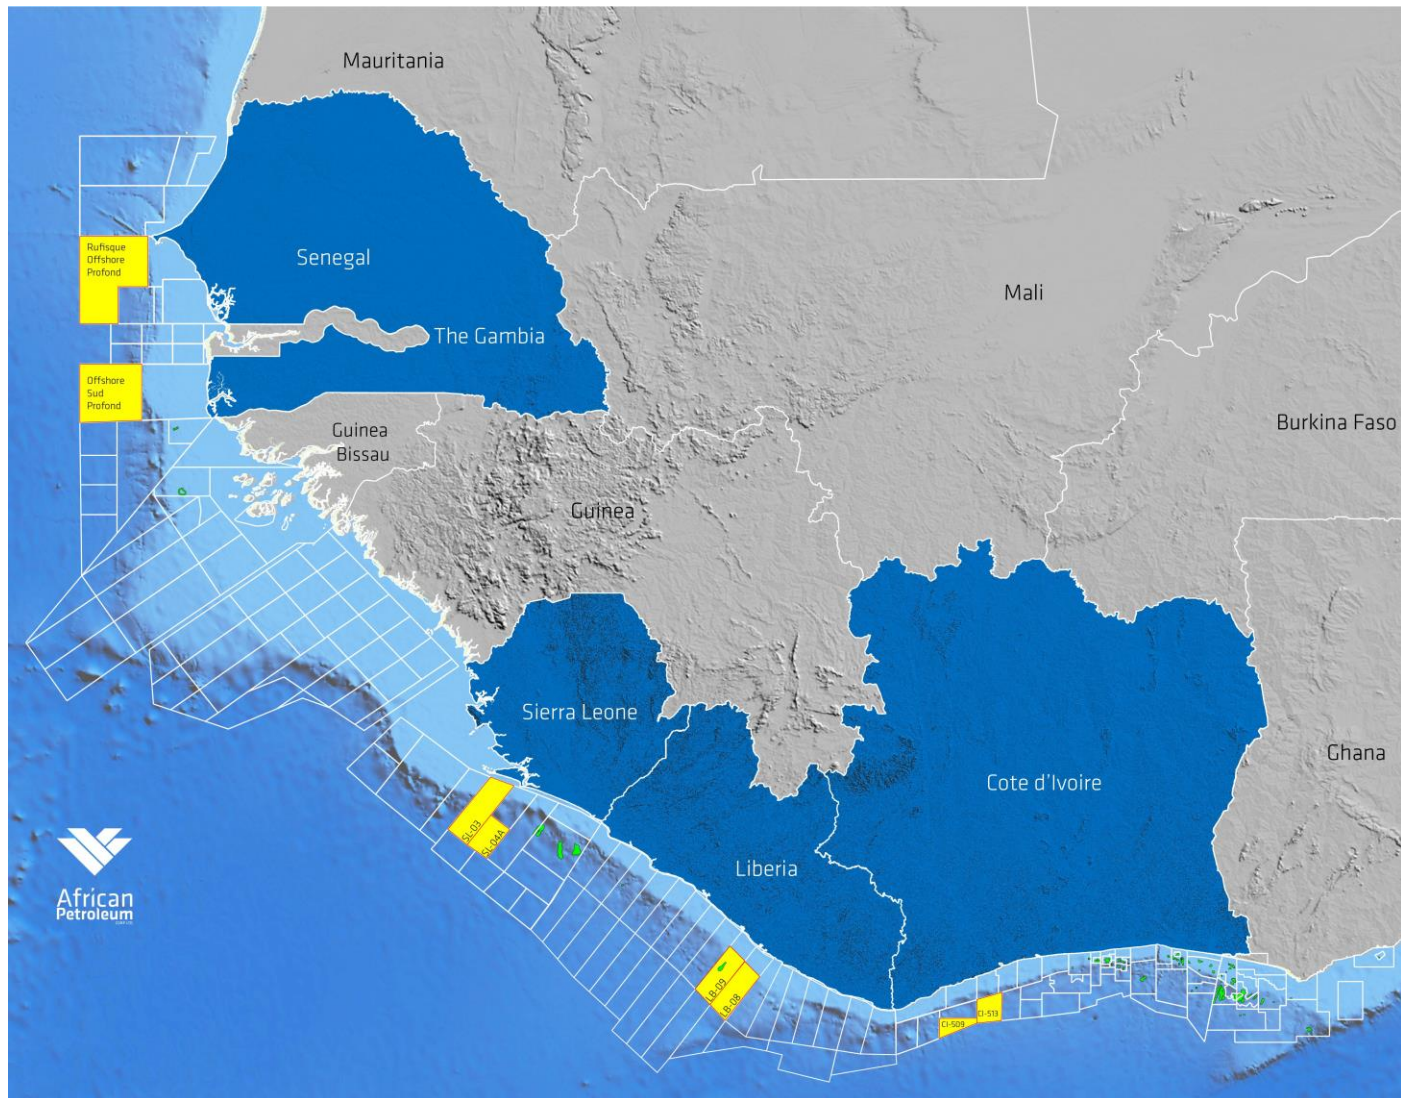 Mauritania
Rufisque
Offshore
Profond
Senegal
Mali
The Gambia
Offshore
Sud
Profond
Guinea
Bissau
Burkina Faso
Guinea
Sierra Leone
Ghana
Cote d'Ivoire
SL-03
SL-04A
Liberia
African
Petroleum
LB-09
LB-08
CI-509
CI-513